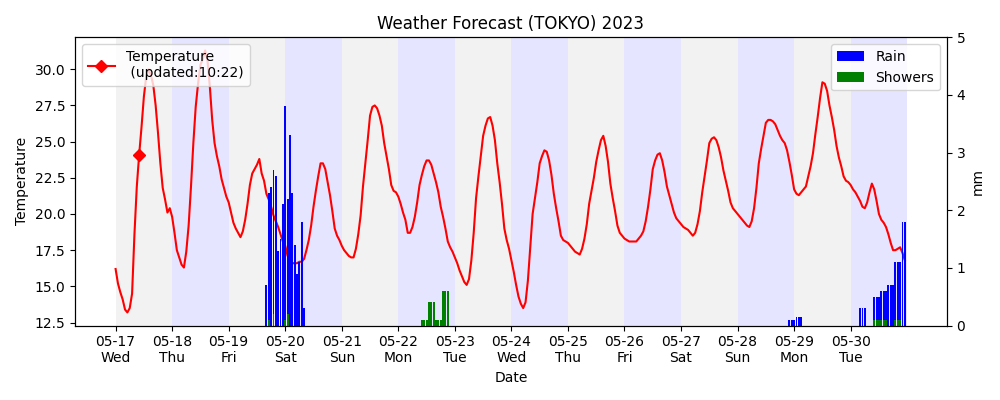 Weather Forecast (TOKYO) 2023
Temperature
(updated:10:22)
Rain
Showers
Temperature
30.0
27.5
25.0
22.5
20.0
17.5
15.0
12.5
5
4
3
2
1
0
mm
05-17 05-18 05-19 05-20 05-21 05-22 05-23 05-24 05-25 05-26 05-27 05-28 05-29 05-30
Wed Thu Fri Sat Sun Mon Tue Wed Thu Fri Sat Sun Mon Tue
Date